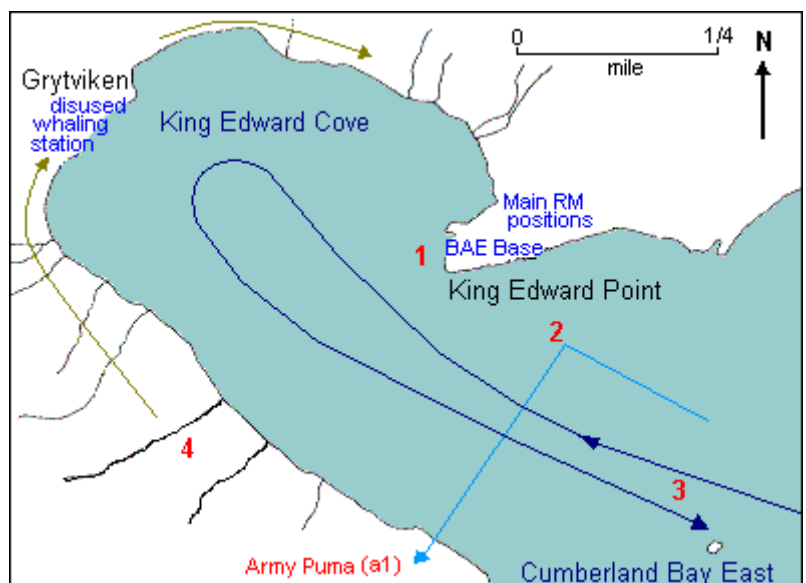 0 1/4
mile
N
Grytviken
disused
whaling
station
King Edward Cove
Main RM
positions
1
BAE Base
King Edward Point
2
4
3
Army Puma (a1)
Cumberland Bay East